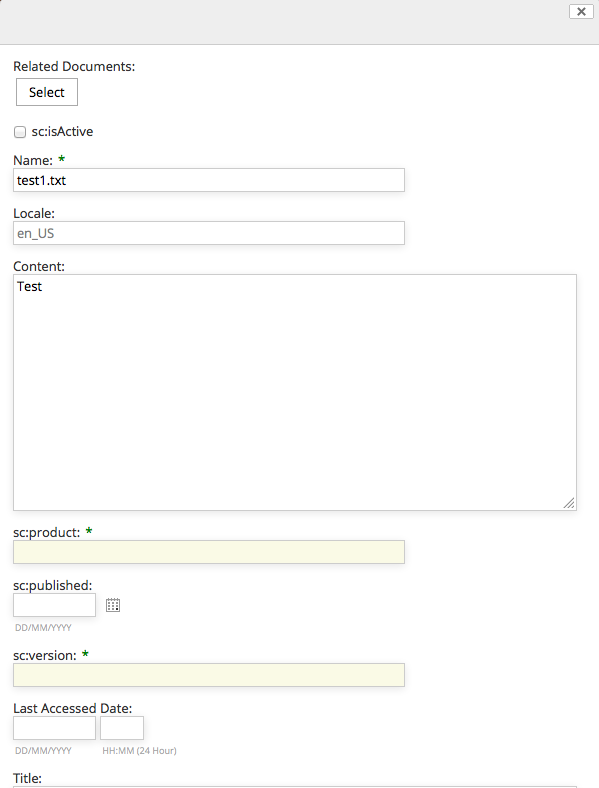 Related Documents:
Select
sc:isActive
Name: *
test1.txt
Locale:
en_US
Content:
Test
sc:product: *
sc:published:
DD/MM/YYYY
sc:version: *
Last Accessed Date:
DD/MM/YYYY HH:MM (24 Hour)
Title: